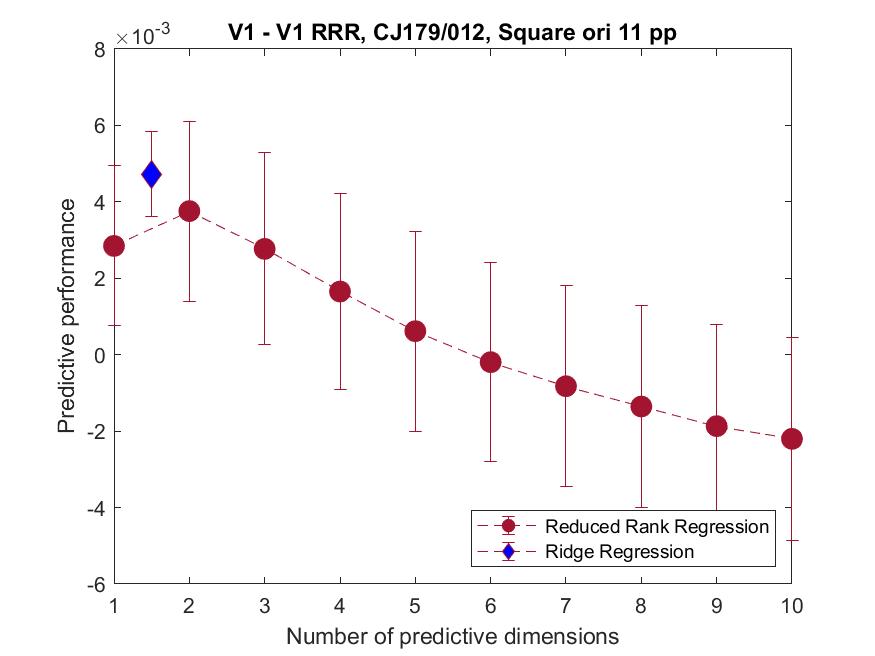 V1 - V1 RRR, CJ179/012, Square ori 11 pp
×10-3
8
6
4
2
0
-2
-4
-6
Predictive performance
Reduced Rank Regression
Ridge Regression
1 2 3 4 5 6 7 8 9 10
Number of predictive dimensions